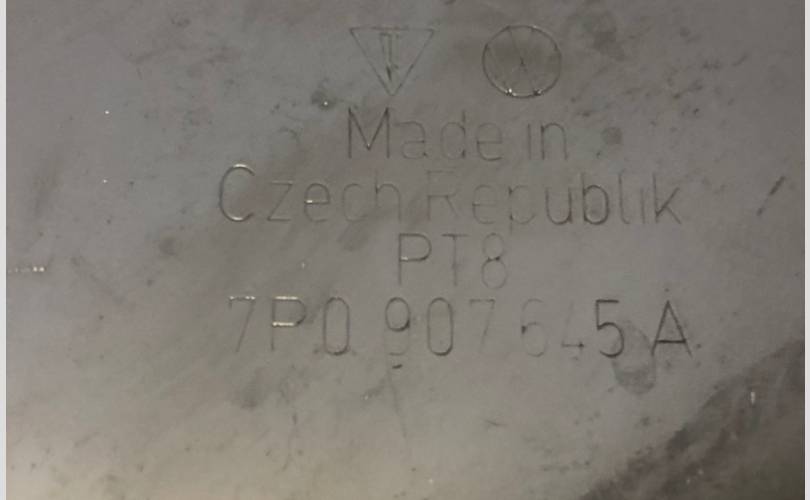 Made in
Czech Republik
PT8
7P0 907 645 A